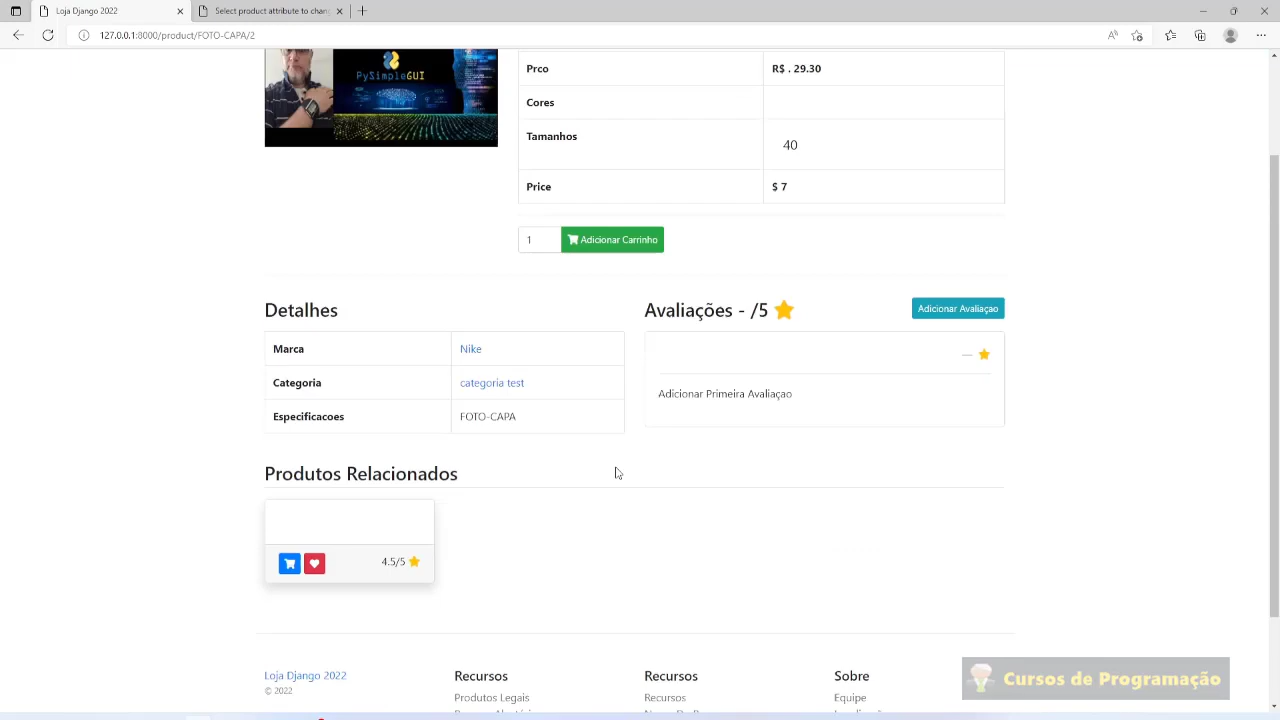 Loja Django 2022
Select product attribute to chang
127.0.0.1:8000/product/FOTO-CAPA/2
PySimpleGUI
Prco
R$ . 29.30
Cores
Tamanhos
40
Price
$ 7
1
Adicionar Carrinho
Detalhes
Marca
Nike
Categoria
categoria test
Especificacoes
FOTO-CAPA
Avaliações - /5
Adicionar Avaliaçao
—
Adicionar Primeira Avaliaçao
Produtos Relacionados
4.5/5
Loja Django 2022
© 2022
Recursos
Produtos Legais
Recursos
Recursos
Sobre
Equipe
Cursos de Programação